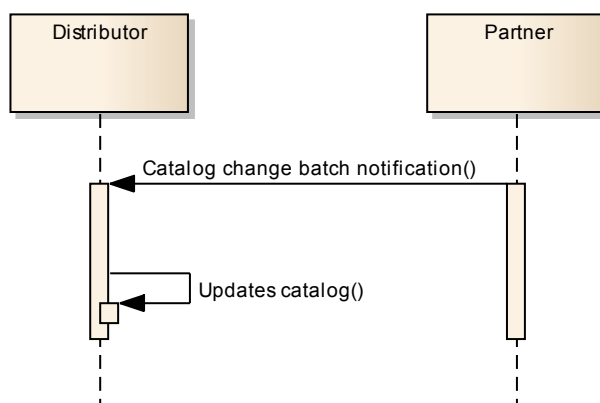 Distributor
Partner
Catalog change batch notification()
Updates catalog()